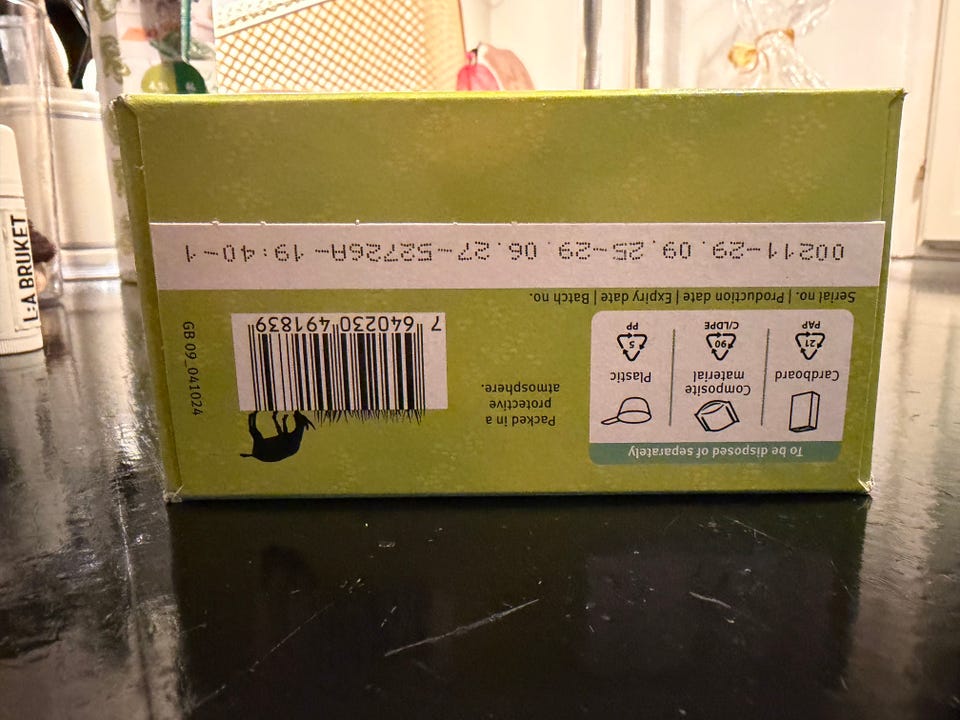 To be disposed of separately
Cardboard
Composite material
Plastic
21
PAP
90
C/LDPE
5
PP
Packed in a
protective
atmosphere.
7 640230 491839
GB 09_041024
Serial no. | Production date | Expiry date | Batch no.
00211-29.09.25-29.06.27-52726A-19:40-1
L:A BRUKET